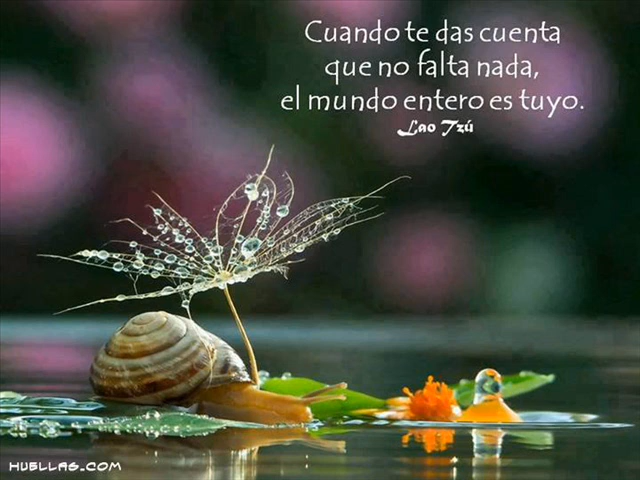 Cuando te das cuenta
que no falta nada,
el mundo entero es tuyo.
Lao Tzú
HUELLAS.COM